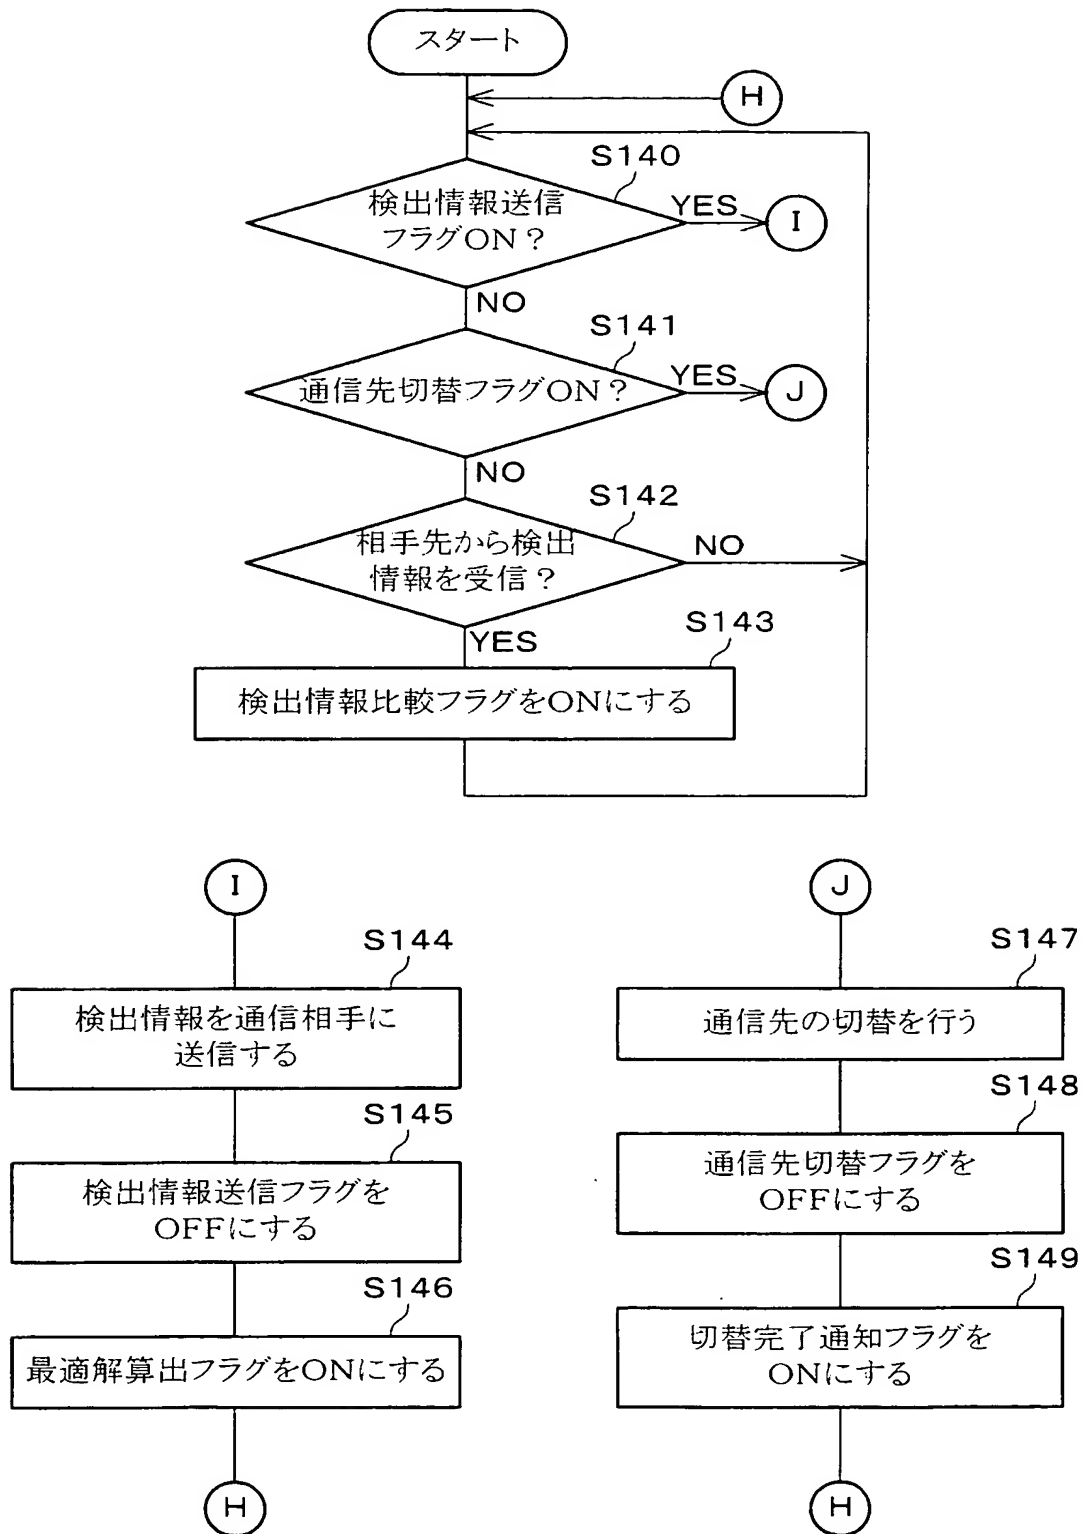 スタート
H
S140
検出情報送信
フラグON？
YES
I
NO
S141
通信先切替フラグON？
YES
J
NO
S142
相手先から検出
情報を受信？
NO
YES
S143
検出情報比較フラグをONにする
I
S144
検出情報を通信相手に
送信する
S145
検出情報送信フラグを
OFFにする
S146
最適解算出フラグをONにする
H
J
S147
通信先の切替を行う
S148
通信先切替フラグを
OFFにする
S149
切替完了通知フラグを
ONにする
H